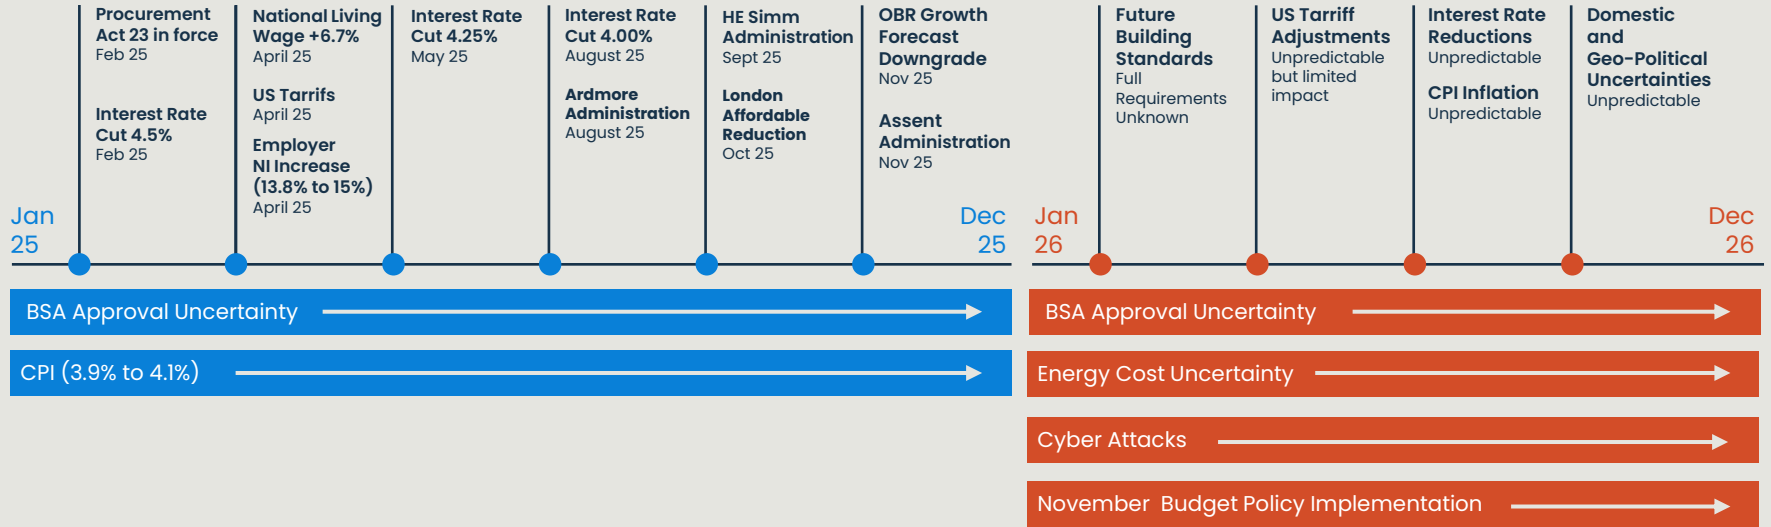 Procurement
Act 23 in force
Feb 25
Interest Rate
Cut 4.5%
Feb 25
National Living
Wage +6.7%
April 25
US Tarrifs
April 25
Employer
NI Increase
(13.8% to 15%)
April 25
Interest Rate
Cut 4.25%
May 25
Interest Rate
Cut 4.00%
August 25
Ardmore
Administration
August 25
HE Simm
Administration
Sept 25
London
Affordable
Reduction
Oct 25
OBR Growth
Forecast
Downgrade
Nov 25
Assent
Administration
Nov 25
Jan
25
Dec
25
BSA Approval Uncertainty
CPI (3.9% to 4.1%)
Future
Building
Standards
Full
Requirements
Unknown
US Tarriff
Adjustments
Unpredictable
but limited
impact
Interest Rate
Reductions
Unpredictable
CPI Inflation
Unpredictable
Domestic
and
Geo-Political
Uncertainties
Unpredictable
Jan
26
Dec
26
BSA Approval Uncertainty
Energy Cost Uncertainty
Cyber Attacks
November Budget Policy Implementation